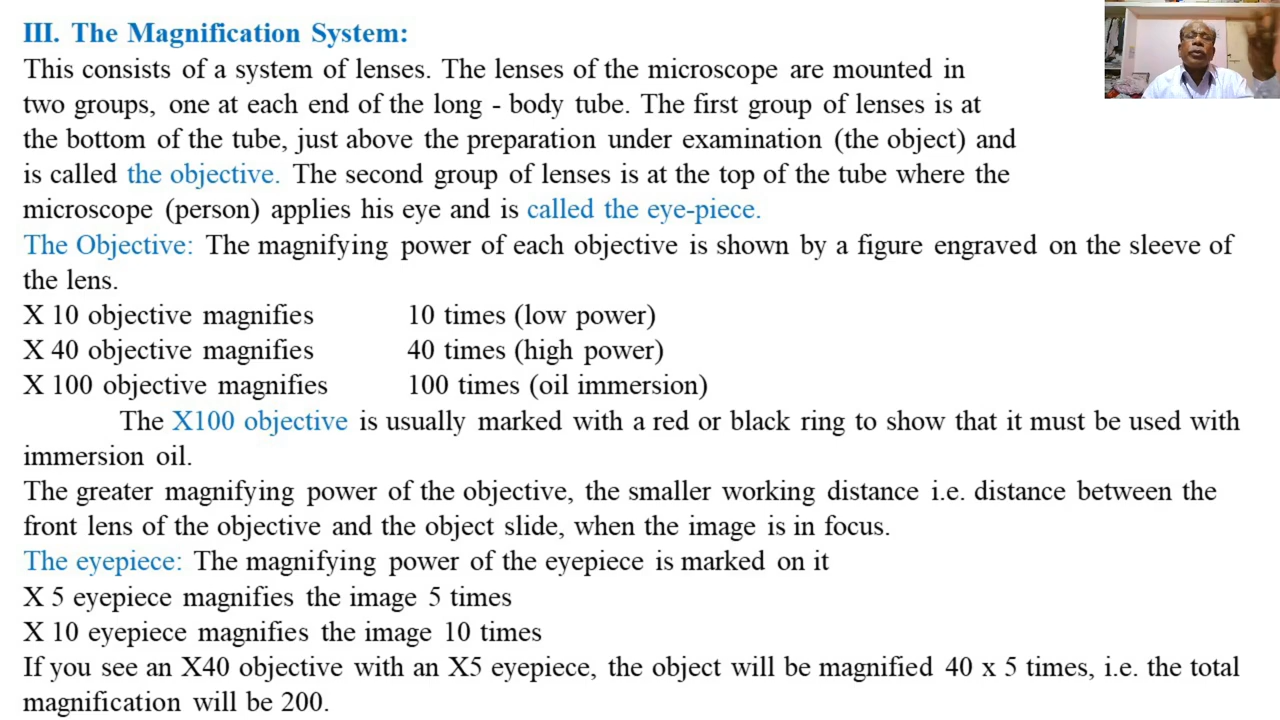 III. The Magnification System:
This consists of a system of lenses. The lenses of the microscope are mounted in
two groups, one at each end of the long - body tube. The first group of lenses is at
the bottom of the tube, just above the preparation under examination (the object) and
is called the objective. The second group of lenses is at the top of the tube where the
microscope (person) applies his eye and is called the eye-piece.
The Objective: The magnifying power of each objective is shown by a figure engraved on the sleeve of
the lens.
X 10 objective magnifies 10 times (low power)
X 40 objective magnifies 40 times (high power)
X 100 objective magnifies 100 times (oil immersion)
The X100 objective is usually marked with a red or black ring to show that it must be used with
immersion oil.
The greater magnifying power of the objective, the smaller working distance i.e. distance between the
front lens of the objective and the object slide, when the image is in focus.
The eyepiece: The magnifying power of the eyepiece is marked on it
X 5 eyepiece magnifies the image 5 times
X 10 eyepiece magnifies the image 10 times
If you see an X40 objective with an X5 eyepiece, the object will be magnified 40 x 5 times, i.e. the total
magnification will be 200.